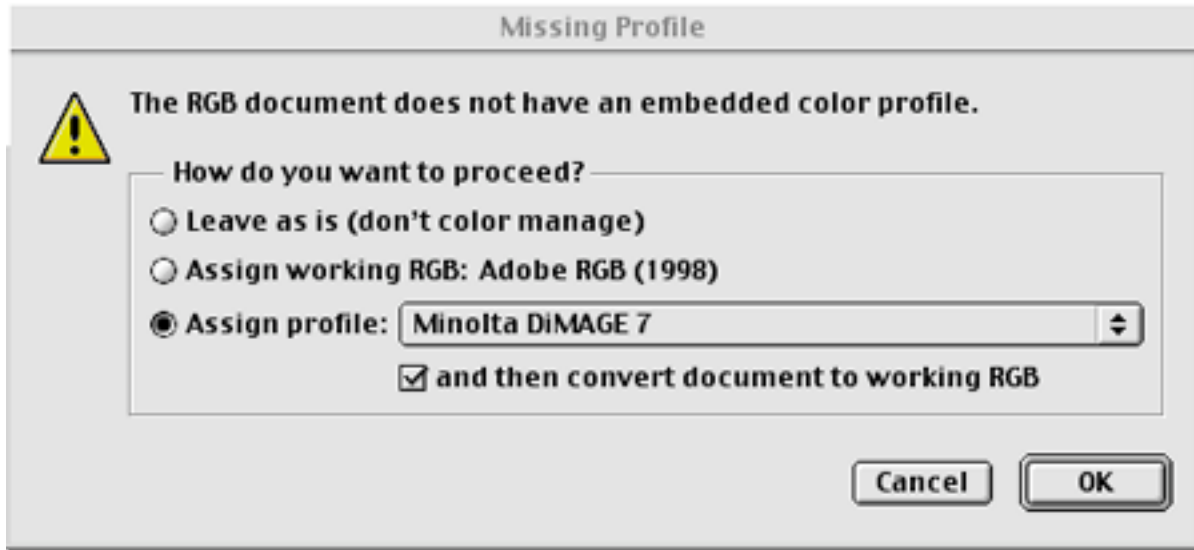 Missing Profile
The RGB document does not have an embedded color profile.
How do you want to proceed?
Leave as is (don't color manage)
Assign working RGB: Adobe RGB (1998)
Assign profile: Minolta DiMAGE 7
and then convert document to working RGB
Cancel OK